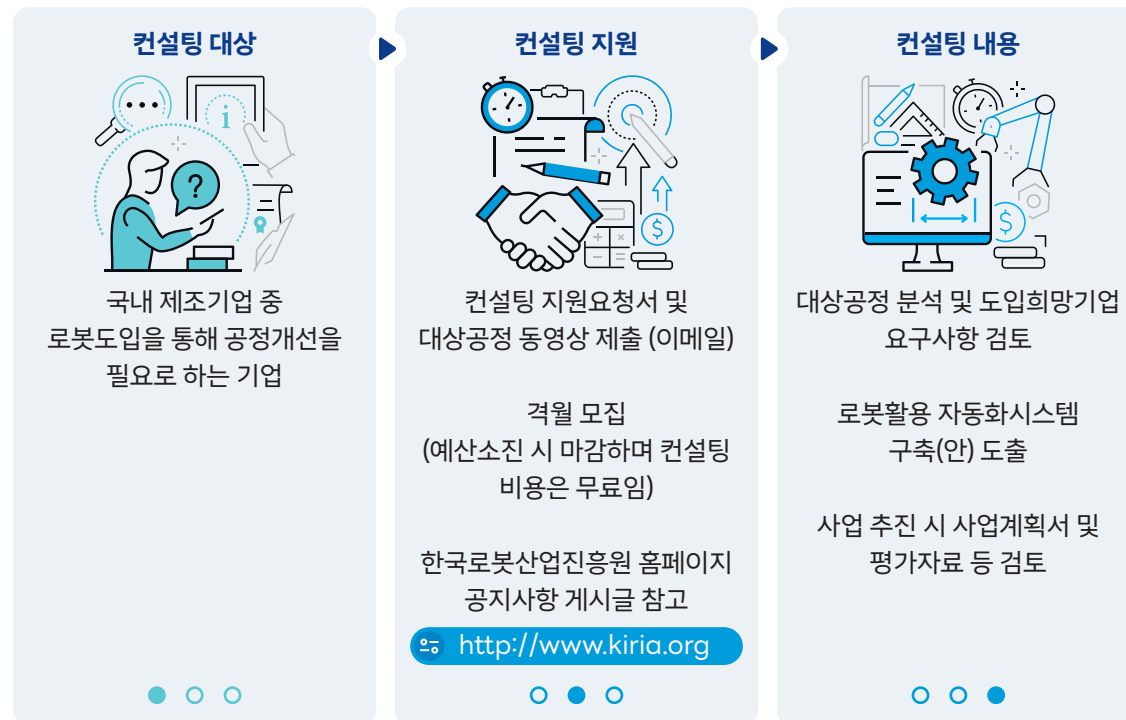 컨설팅 대상
국내 제조기업 중
로봇도입을 통해 공정개선을
필요로 하는 기업
컨설팅 지원
컨설팅 지원요청서 및
대상공정 동영상 제출 (이메일)
격월 모집
(예산소진 시 마감하며 컨설팅
비용은 무료임)
한국로봇산업진흥원 홈페이지
공지사항 게시글 참고
http://www.kiria.org
컨설팅 내용
대상공정 분석 및 도입희망기업
요구사항 검토
로봇활용 자동화시스템
구축(안) 도출
사업 추진 시 사업계획서 및
평가자료 등 검토